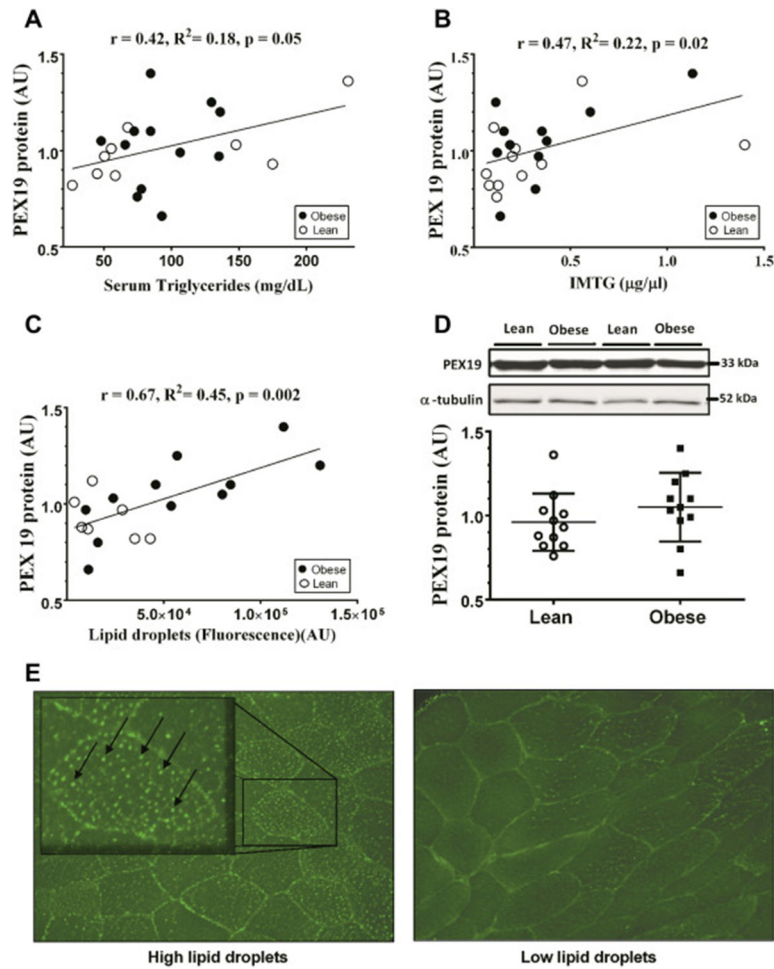 A
r = 0.42, R²= 0.18, p = 0.05
PEX19 protein (AU)
1.5
1.0
0.5
50
100
150
200
Serum Triglycerides (mg/dL)
Obese
Lean
B
r = 0.47, R²= 0.22, p = 0.02
PEX 19 protein (AU)
1.5
1.0
0.5
0.5
1.0
1.5
IMTG (µg/µl)
Obese
Lean
C
r = 0.67, R²= 0.45, p = 0.002
PEX 19 protein (AU)
1.5
1.0
0.5
5.0×10⁴
1.0×10⁵
1.5×10⁵
Lipid droplets (Fluorescence)(AU)
Obese
Lean
D
Lean Obese Lean Obese
PEX19 33 kDa
α-tubulin 52 kDa
PEX19 protein (AU)
1.5
1.0
0.5
Lean Obese
E
High lipid droplets
Low lipid droplets